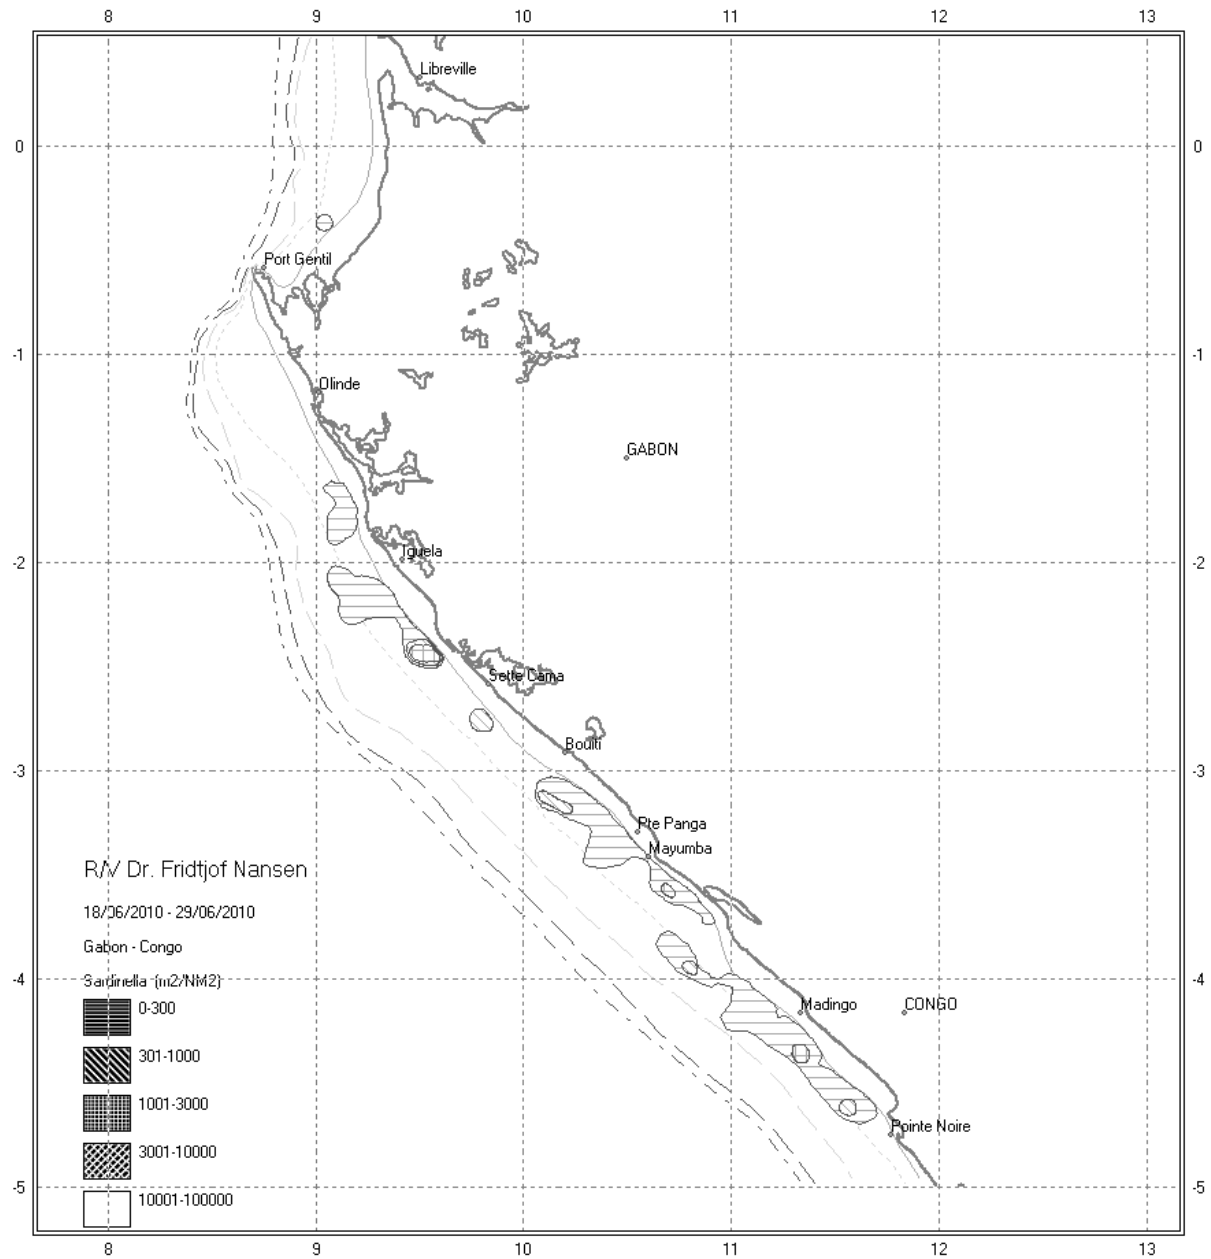 8 9 10 11 12 13
Libreville
0 0
Port Gentil
-1 -1
Olinde
GABON
Iguela
-2 -2
Sette Cama
Bouiti
-3 -3
Pte Panga
Mayumba
R/V Dr. Fridtjof Nansen
18/06/2010 - 29/06/2010
Gabon - Congo
-4 -4
Sardinella (m2/NM2)
Madingo CONGO
0-300
301-1000
1001-3000
Pointe Noire
3001-10000
-5 -5
10001-100000
8 9 10 11 12 13